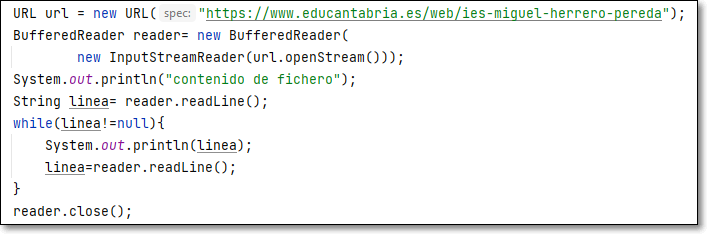 URL url = new URL( spec: "https://www.educantabria.es/web/ies-miguel-herrero-pereda");
BufferedReader reader= new BufferedReader(
        new InputStreamReader(url.openStream()));
System.out.println("contenido de fichero");
String linea= reader.readLine();
while(linea!=null){
    System.out.println(linea);
    linea=reader.readLine();
}
reader.close();